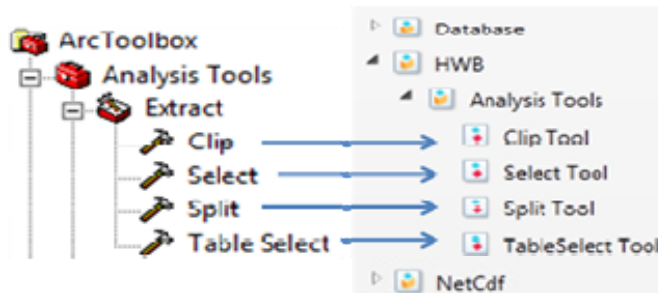 ArcToolbox
Analysis Tools
Extract
Clip
Select
Split
Table Select
Database
HWB
Analysis Tools
Clip Tool
Select Tool
Split Tool
TableSelect Tool
NetCdf